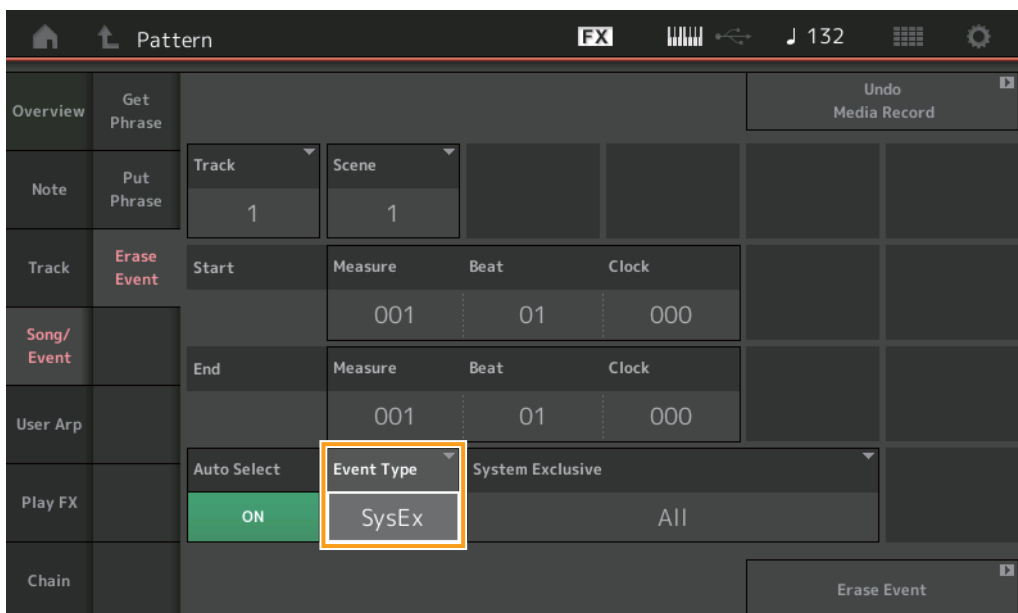 Pattern
FX
♩ 132
Overview
Get
Phrase
Undo
Media Record
Note
Put
Phrase
Track
Scene
1
1
Track
Erase
Event
Start
Measure
Beat
Clock
001
01
000
Song/
Event
End
Measure
Beat
Clock
001
01
000
User Arp
Auto Select
Event Type
System Exclusive
ON
SysEx
All
Play FX
Chain
Erase Event